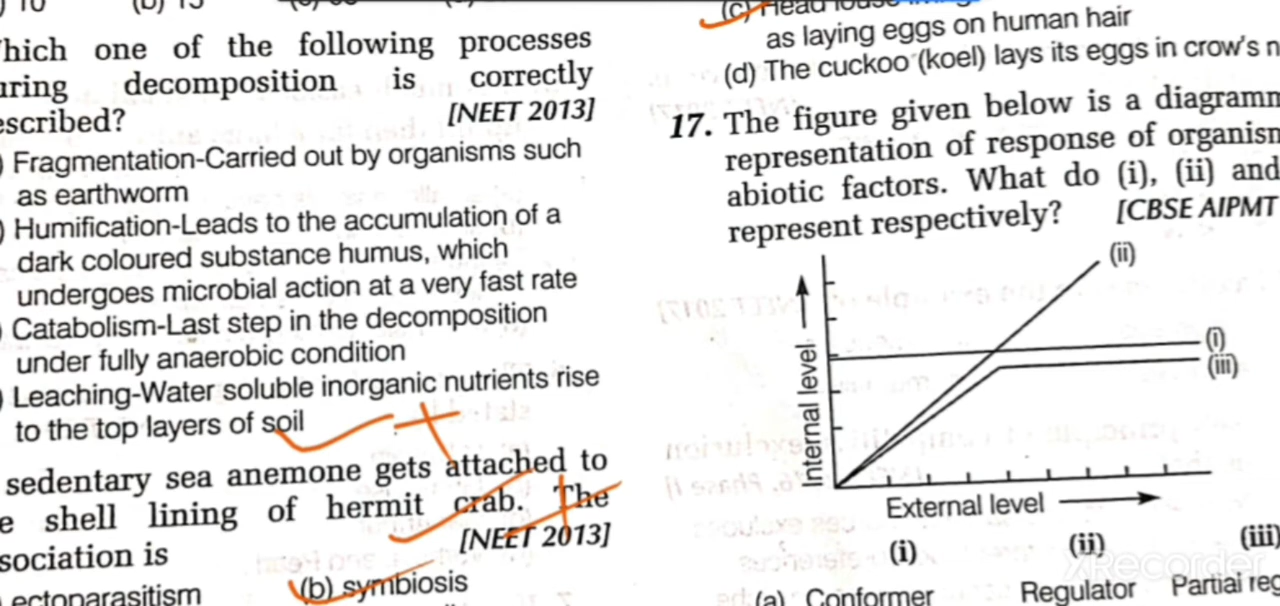 (b)
hich one of the following processes
uring decomposition is correctly
escribed? [NEET 2013]
) Fragmentation-Carried out by organisms such
as earthworm
) Humification-Leads to the accumulation of a
dark coloured substance humus, which
undergoes microbial action at a very fast rate
) Catabolism-Last step in the decomposition
under fully anaerobic condition
) Leaching-Water soluble inorganic nutrients rise
to the top layers of soil
sedentary sea anemone gets attached to
e shell lining of hermit crab. The
sociation is [NEET 2013]
ectoparasitism (b) symbiosis
(c) Head louse
as laying eggs on human hair
(d) The cuckoo (koel) lays its eggs in crow's n
17. The figure given below is a diagramm
representation of response of organism
abiotic factors. What do (i), (ii) and
represent respectively? [CBSE AIPMT
(ii)
(i)
(iii)
Internal level
External level
(i) (ii) (iii)
(a) Conformer Regulator Partial reg
XRecorder